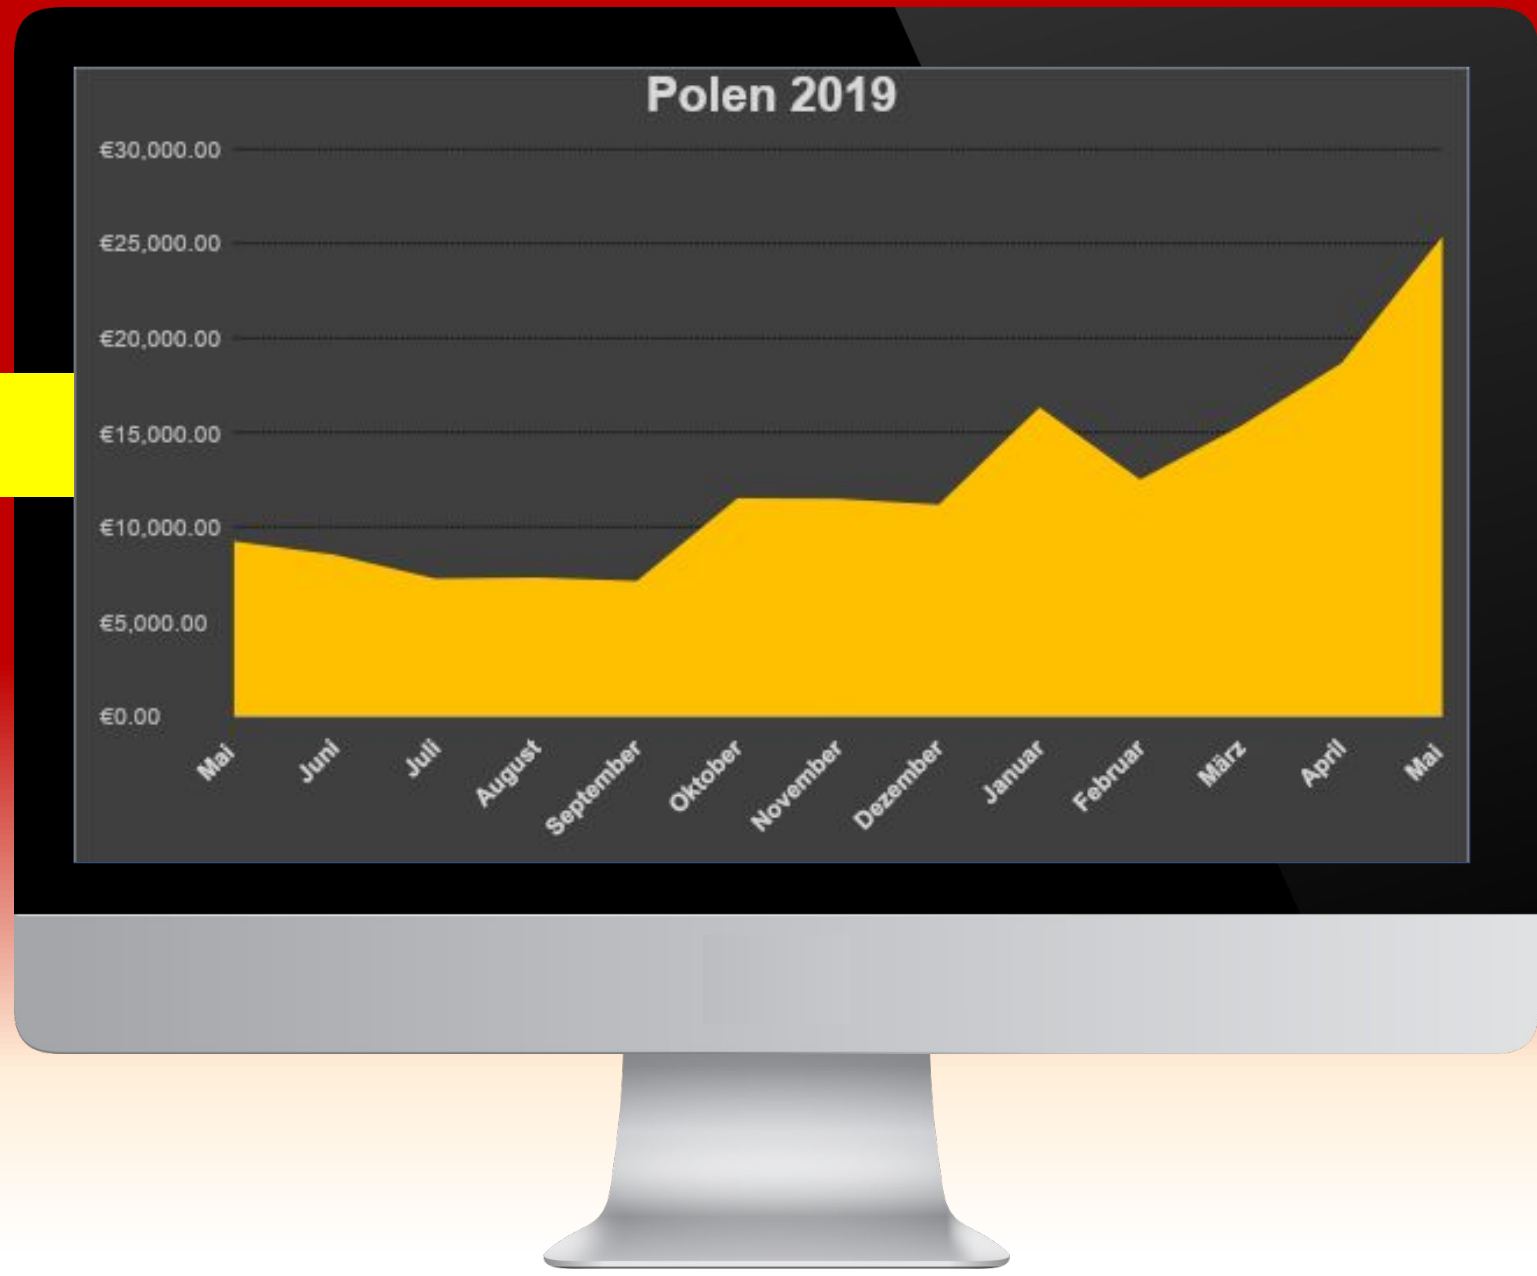 Polen 2019
€30,000.00
€25,000.00
€20,000.00
€15,000.00
€10,000.00
€5,000.00
€0.00
Mai
Juni
Juli
August
September
Oktober
November
Dezember
Januar
Februar
März
April
Mai